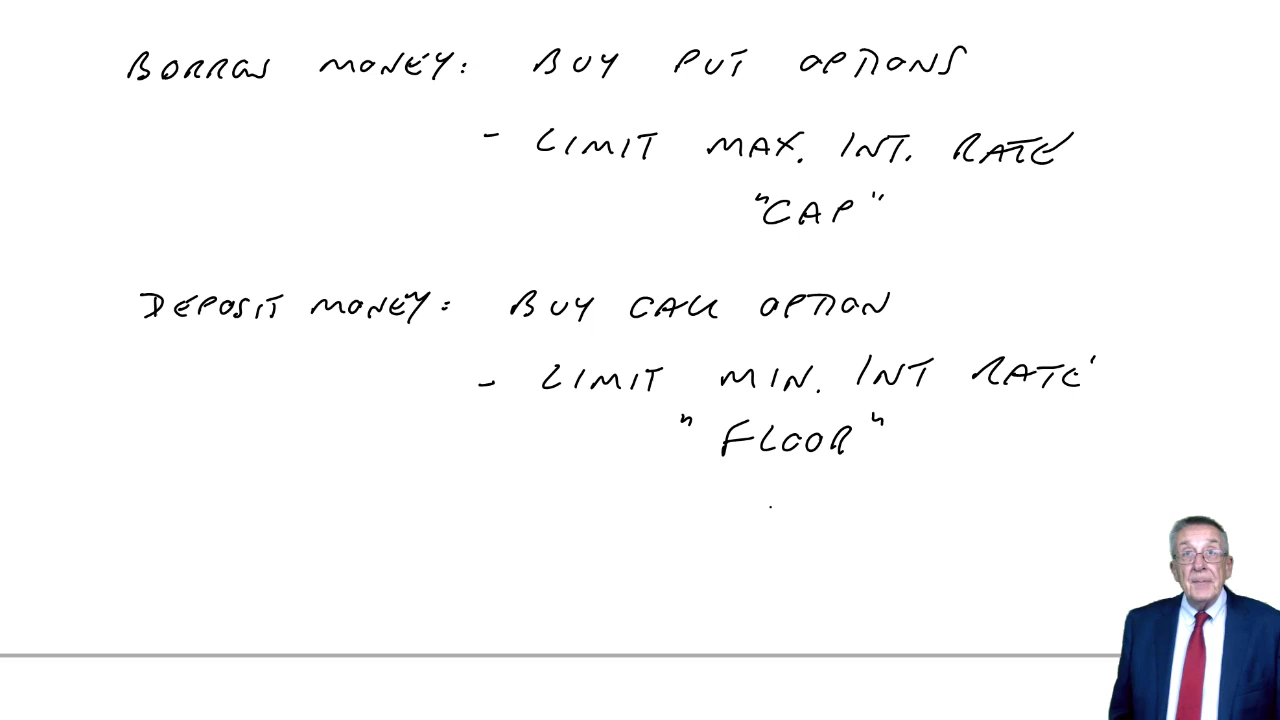 BORROW MONEY: BUY PUT OPTIONS
- LIMIT MAX. INT. RATE
"CAP"
DEPOSIT MONEY: BUY CALL OPTION
- LIMIT MIN. INT RATE
"FLOOR"